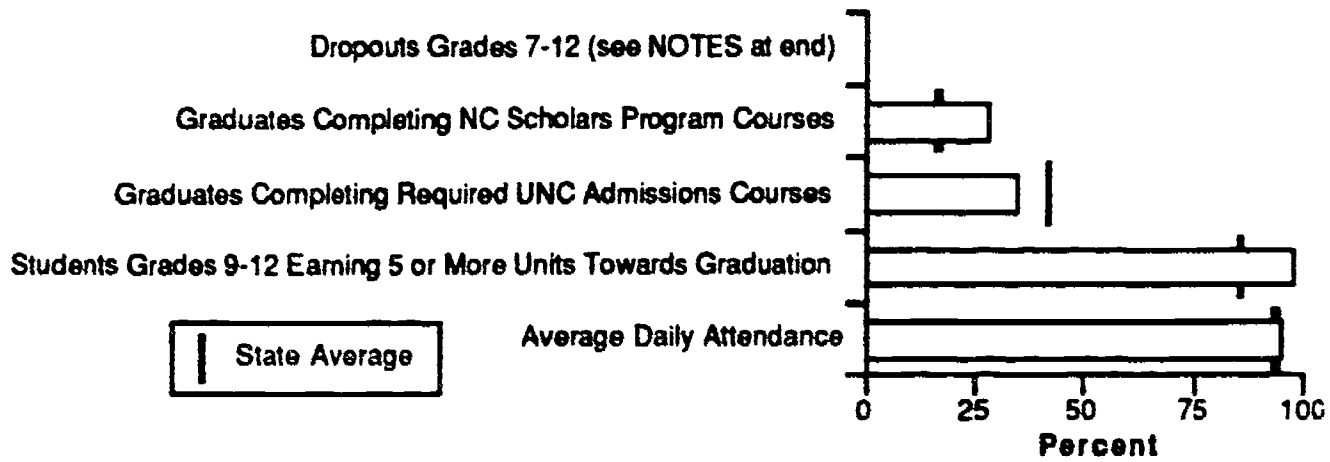 Dropouts Grades 7-12 (see NOTES at end)
Graduates Completing NC Scholars Program Courses
Graduates Completing Required UNC Admissions Courses
Students Grades 9-12 Earning 5 or More Units Towards Graduation
Average Daily Attendance
State Average
0 25 50 75 100
Percent